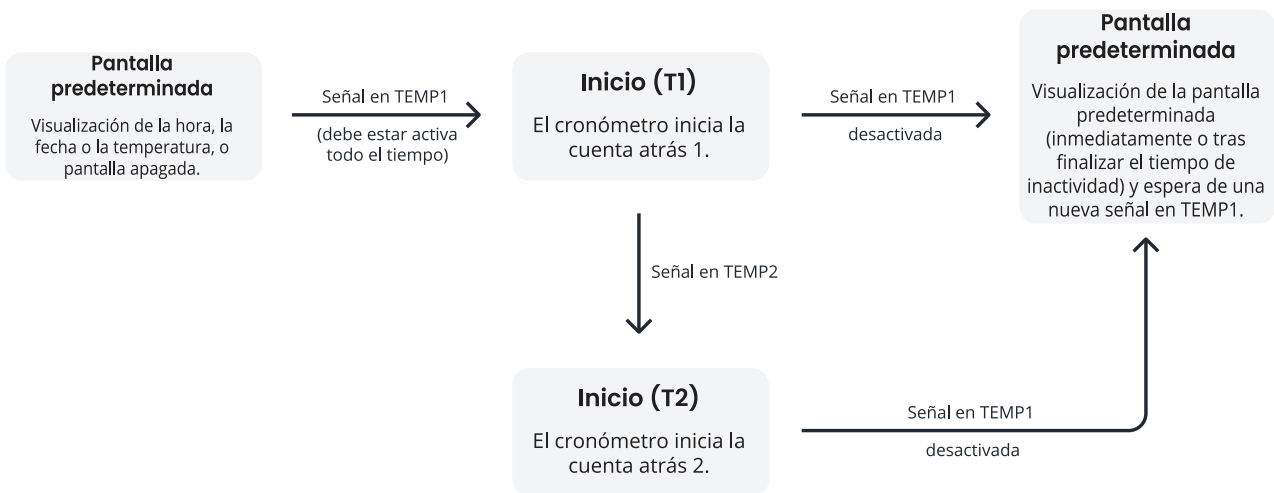 Pantalla
predeterminada
Visualización de la hora, la
fecha o la temperatura, o
pantalla apagada.
Señal en TEMP1
(debe estar activa
todo el tiempo)
Inicio (T1)
El cronómetro inicia la
cuenta atrás 1.
Señal en TEMP1
desactivada
Pantalla
predeterminada
Visualización de la pantalla
predeterminada
(inmediatamente o tras
finalizar el tiempo de
inactividad) y espera de una
nueva señal en TEMP1.
Señal en TEMP2
Inicio (T2)
El cronómetro inicia la
cuenta atrás 2.
Señal en TEMP1
desactivada